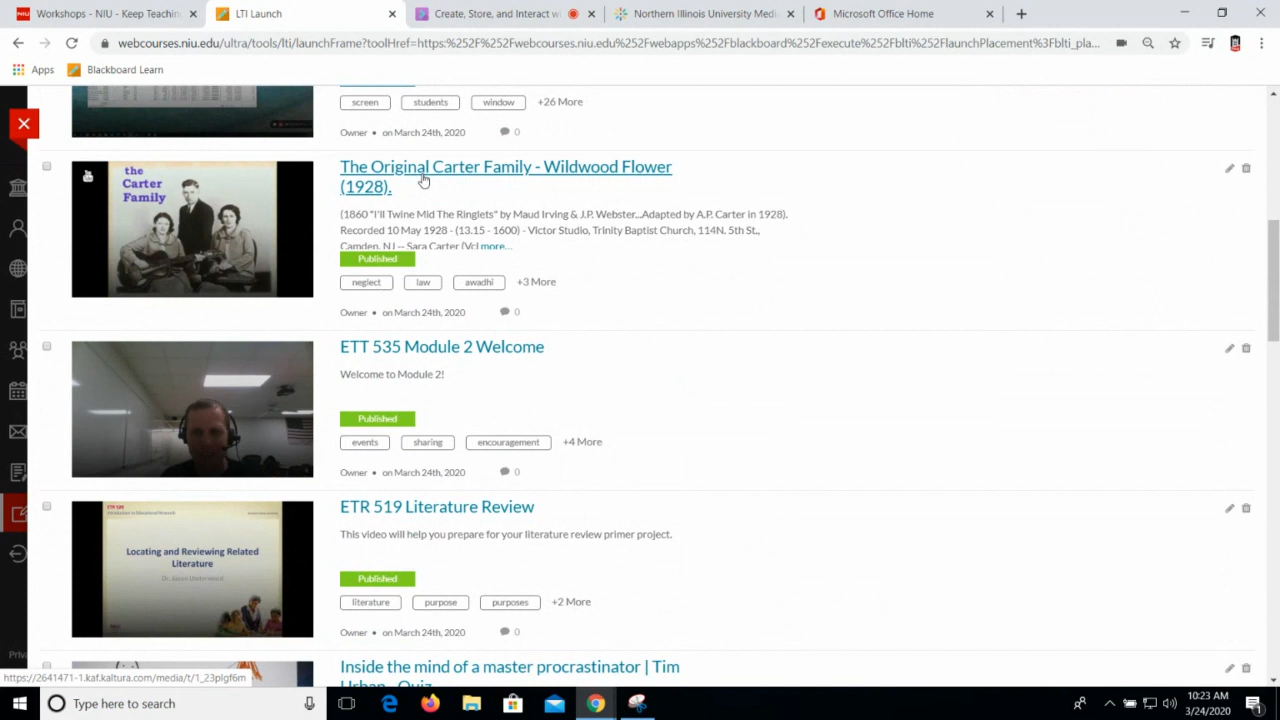 Workshops - NIU - Keep Teachin
LTI Launch
Create, Store, and Interact w
Northern Illinois University Medi
Microsoft Office Home
webcourses.niu.edu/ultra/tools/lti/launchFrame?toolHref=https:%252F%252Fwebcourses.niu.edu%252Fwebapps%252Fblackboard%252Fexecute%252Fblti%252FlaunchPlacement%3Fblti_pla...
Apps
Blackboard Learn
screen students window +26 More
Owner • on March 24th, 2020 0
the
Carter
Family
The Original Carter Family - Wildwood Flower
(1928).
(1860 "I'll Twine Mid The Ringlets" by Maud Irving & J.P. Webster...Adapted by A.P. Carter in 1928).
Recorded 10 May 1928 - (13.15 - 1600) - Victor Studio, Trinity Baptist Church, 114N. 5th St.,
Camden, NJ -- Sara Carter (Vc( more...
Published
neglect law awadhi +3 More
Owner • on March 24th, 2020 0
ETT 535 Module 2 Welcome
Welcome to Module 2!
Published
events sharing encouragement +4 More
Owner • on March 24th, 2020 0
Locating and Reviewing Related
Literature
Dr. Jason Underwood
ETR 519 Literature Review
This video will help you prepare for your literature review primer project.
Published
literature purpose purposes +2 More
Owner • on March 24th, 2020 0
Inside the mind of a master procrastinator | Tim
Urban - Quiz
Priva
https://2641471-1.kaf.kaltura.com/media/t/1_23plgf6m
Type here to search
10:23 AM
3/24/2020
1